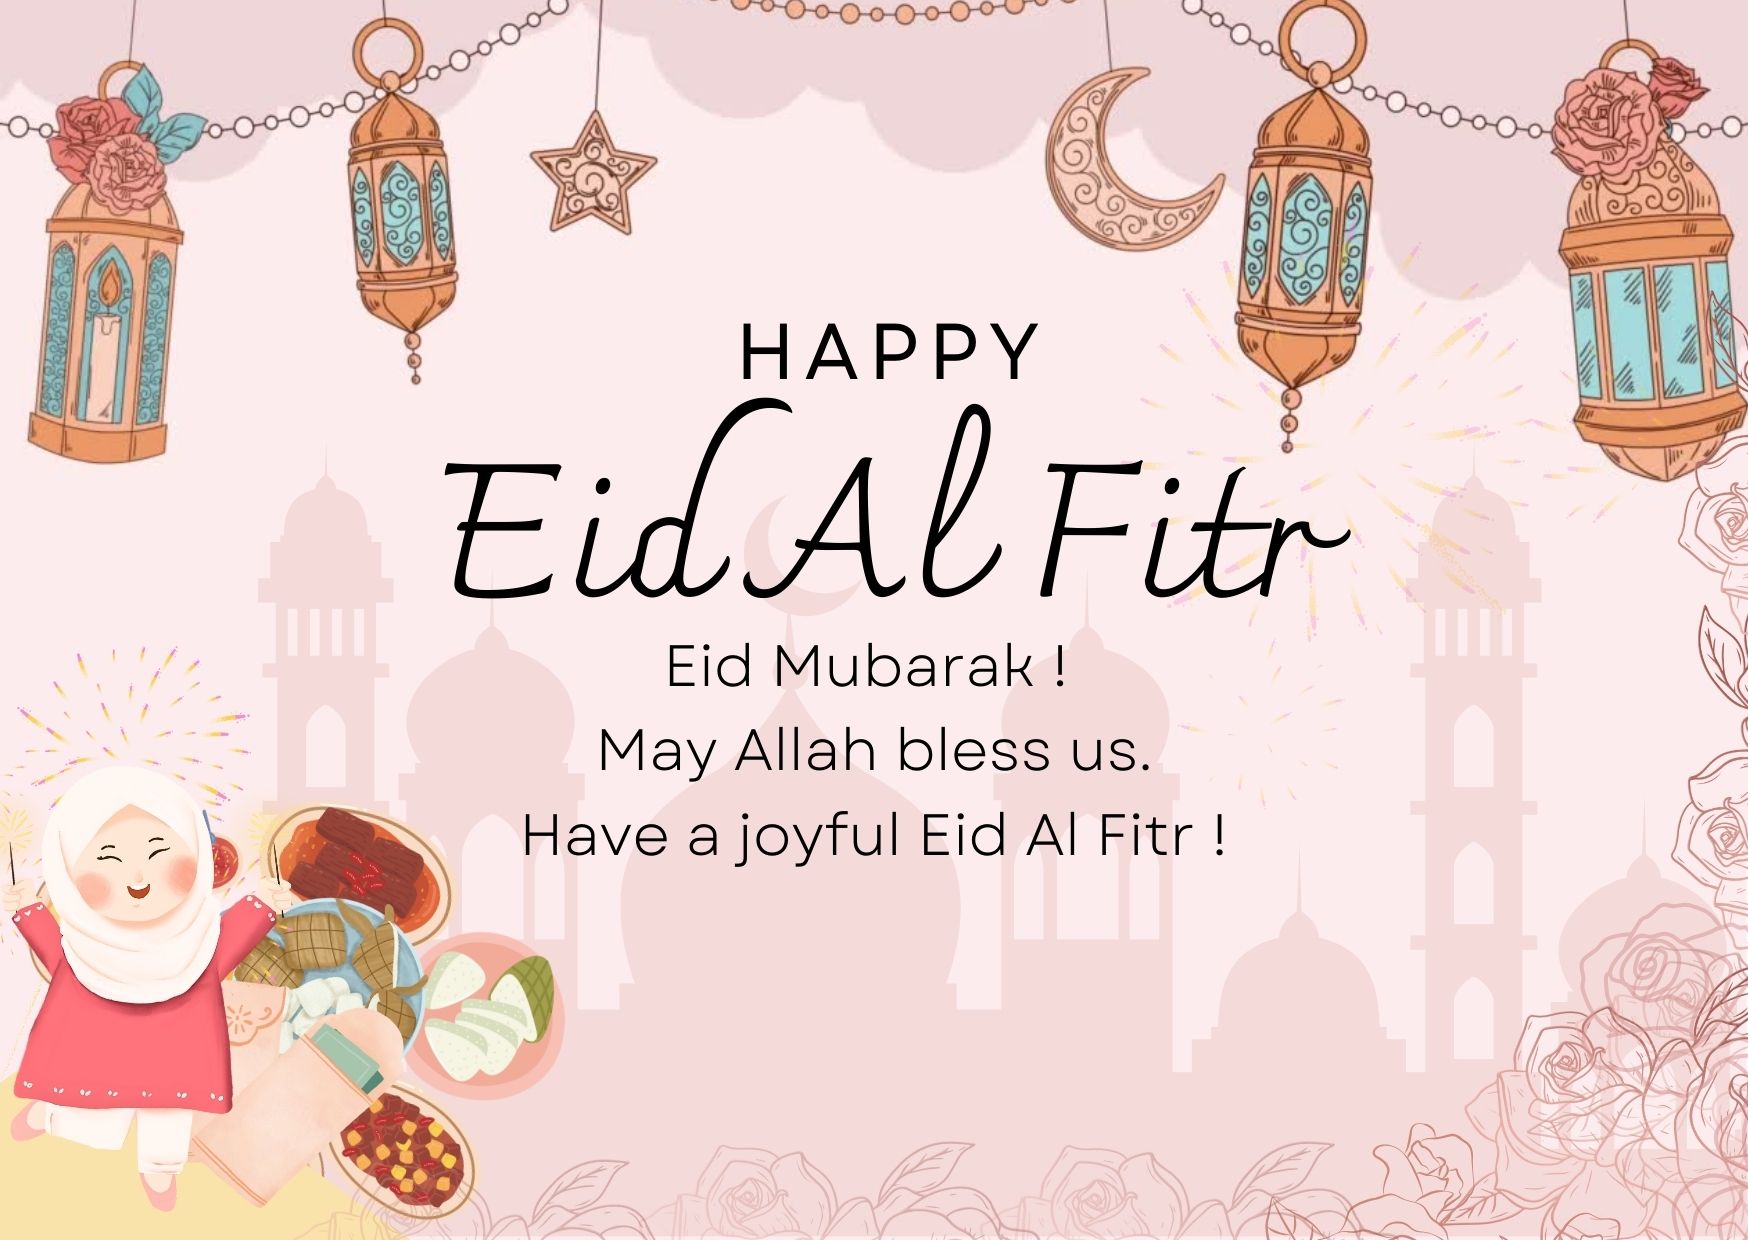 HAPPY
Eid Al Fitr
Eid Mubarak !
May Allah bless us.
Have a joyful Eid Al Fitr !